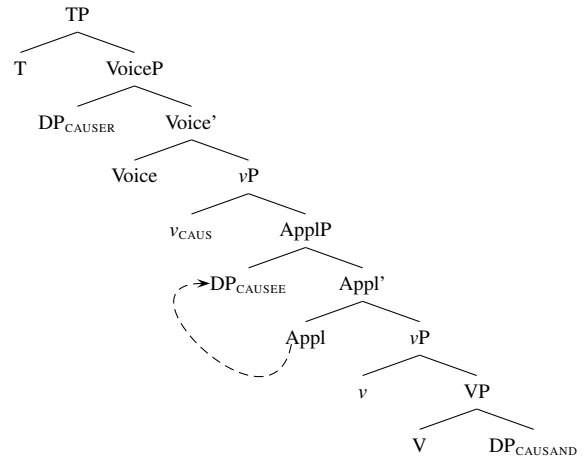 TP
T VoiceP
DP_CAUSER Voice’
Voice vP
v_CAUS ApplP
DP_CAUSEE Appl’
Appl vP
v VP
V DP_CAUSAND